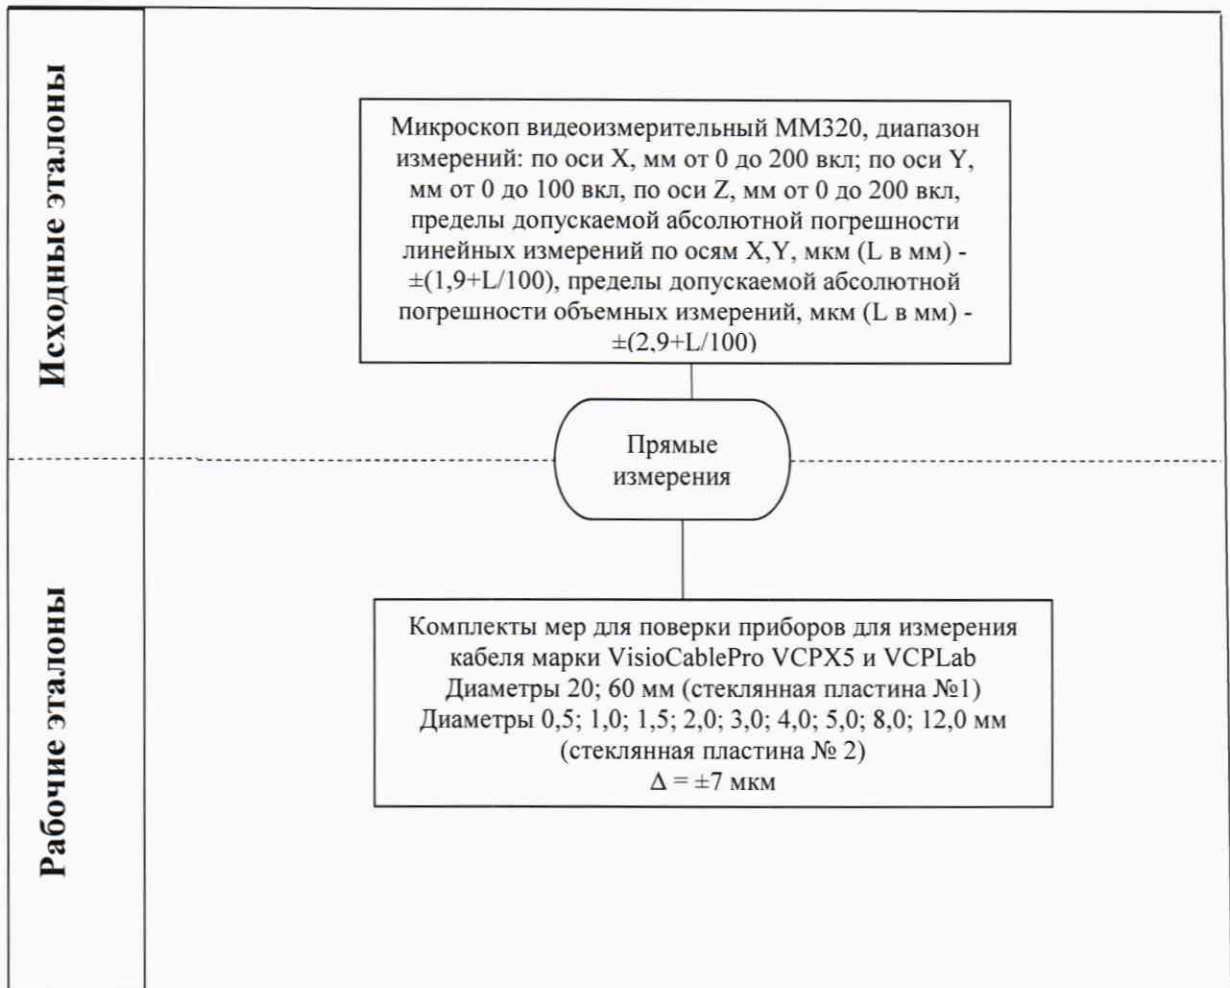 Исходные эталоны
Микроскоп видеоизмерительный ММ320, диапазон
измерений: по оси X, мм от 0 до 200 вкл; по оси Y,
мм от 0 до 100 вкл, по оси Z, мм от 0 до 200 вкл,
пределы допускаемой абсолютной погрешности
линейных измерений по осям X,Y, мкм (L в мм) -
±(1,9+L/100), пределы допускаемой абсолютной
погрешности объемных измерений, мкм (L в мм) -
±(2,9+L/100)
Прямые
измерения
Рабочие эталоны
Комплекты мер для поверки приборов для измерения
кабеля марки VisioCablePro VCPX5 и VCPLab
Диаметры 20; 60 мм (стеклянная пластина №1)
Диаметры 0,5; 1,0; 1,5; 2,0; 3,0; 4,0; 5,0; 8,0; 12,0 мм
(стеклянная пластина № 2)
Δ = ±7 мкм